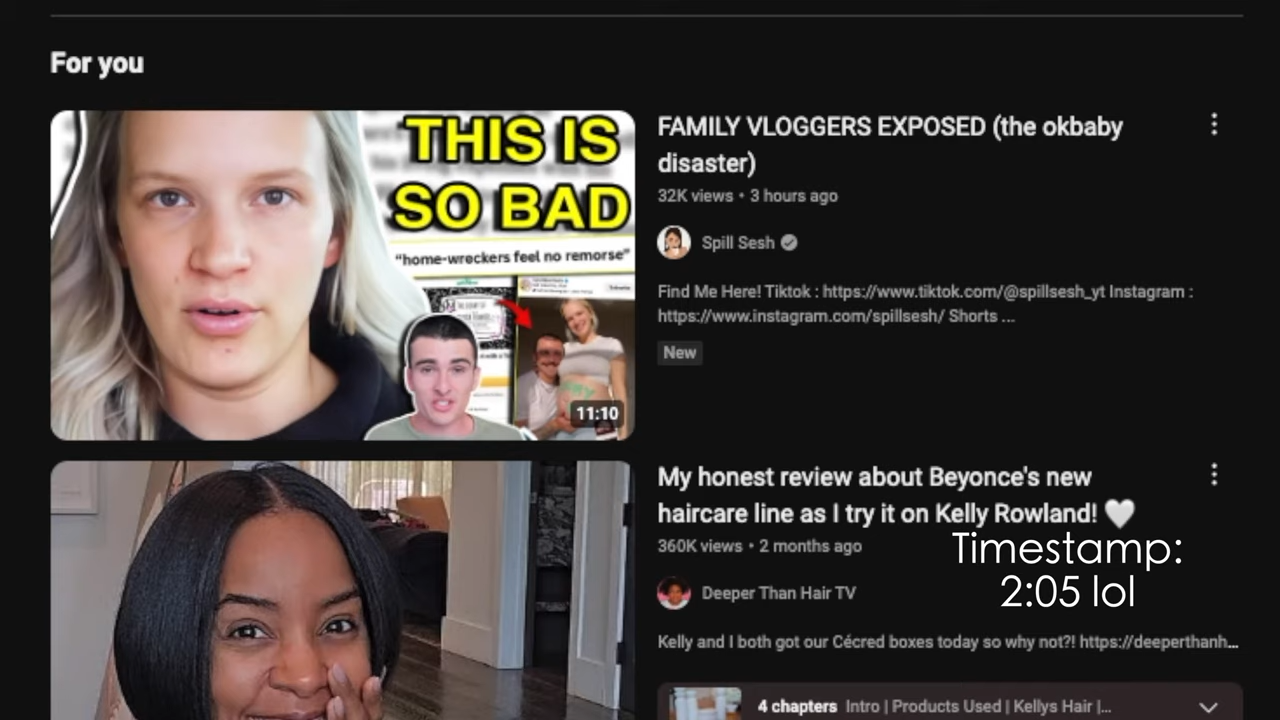 For you
THIS IS
SO BAD
"home-wreckers feel no remorse"
11:10
FAMILY VLOGGERS EXPOSED (the okbaby
disaster)
32K views • 3 hours ago
Spill Sesh
Find Me Here! Tiktok : https://www.tiktok.com/@spillsesh_yt Instagram :
https://www.instagram.com/spillsesh/ Shorts ...
New
My honest review about Beyonce's new
haircare line as I try it on Kelly Rowland! 🤍
360K views • 2 months ago
Timestamp:
2:05 lol
Deeper Than Hair TV
Kelly and I both got our Cécred boxes today so why not?! https://deeperthanh...
4 chapters Intro | Products Used | Kellys Hair |...